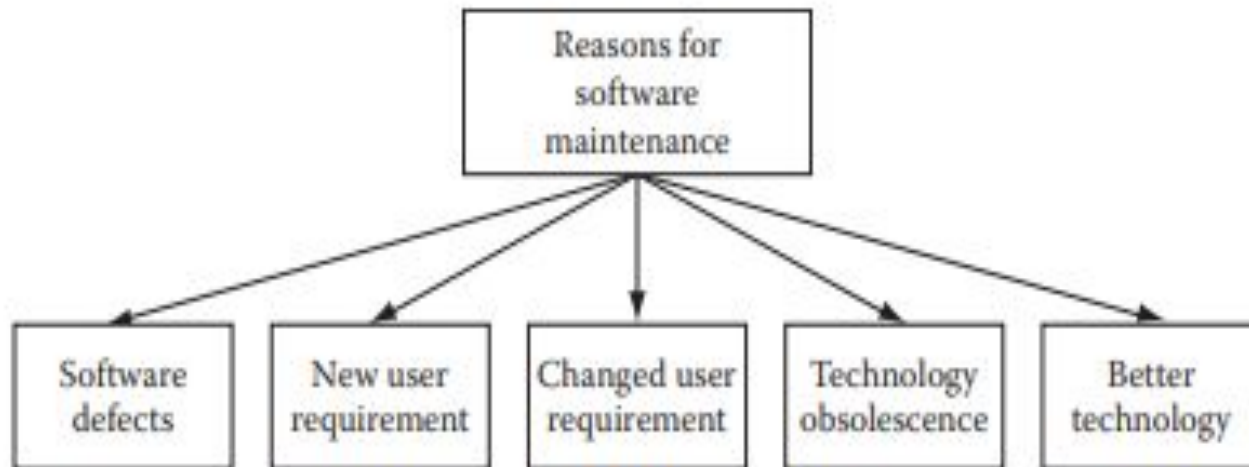 Reasons for
software
maintenance
Software
defects
New user
requirement
Changed user
requirement
Technology
obsolescence
Better
technology